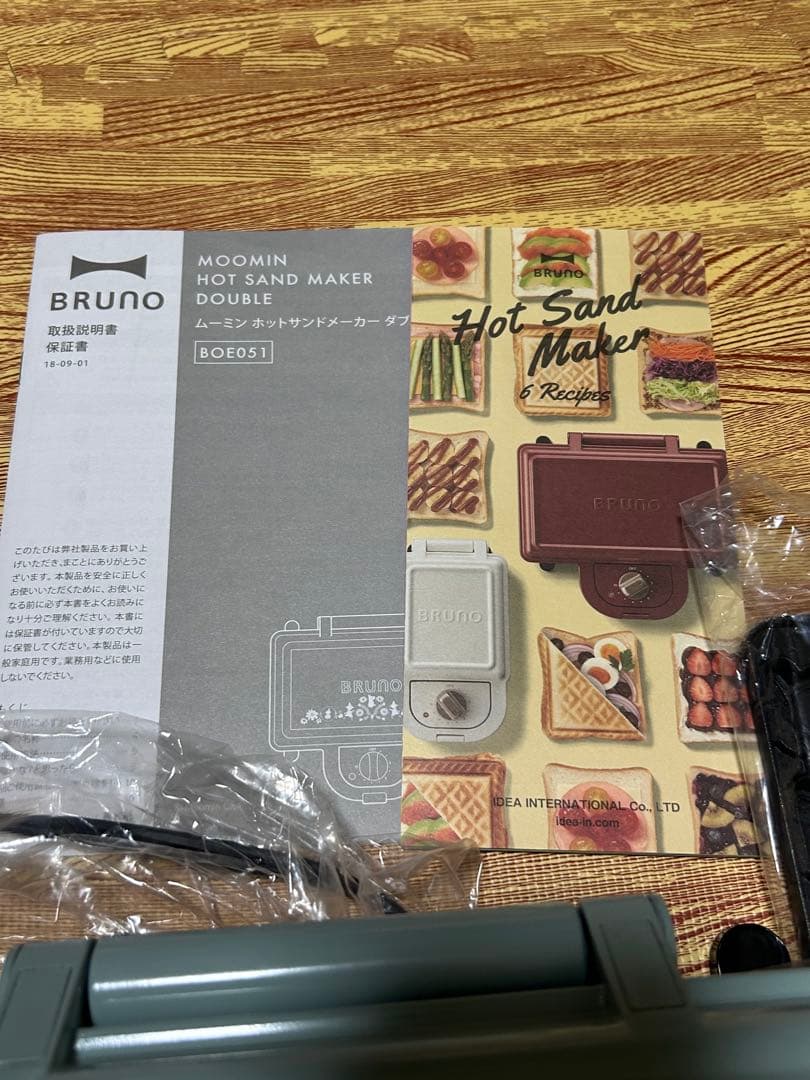 BRUNO
取扱説明書
保証書
18-09-01
MOOMIN
HOT SAND MAKER
DOUBLE
ムーミン ホットサンドメーカー ダブ
BOE051
このたびは弊社製品をお買い上
げいただき、まことにありがとうご
ざいます。本製品を安全に正しく
お使いいただくために、お使いに
なる前に必ず本書をよくお読みに
なり十分ご理解ください。本書に
は保証書が付いていますので大切
に保管してください。本製品は一
般家庭用です。業務用などに使用
しないでください。
BRUNO
BRUNO
Hot Sand
Maker
6 Recipes
BRUNO
BRUNO
IDEA INTERNATIONAL Co., LTD
idea-in.com